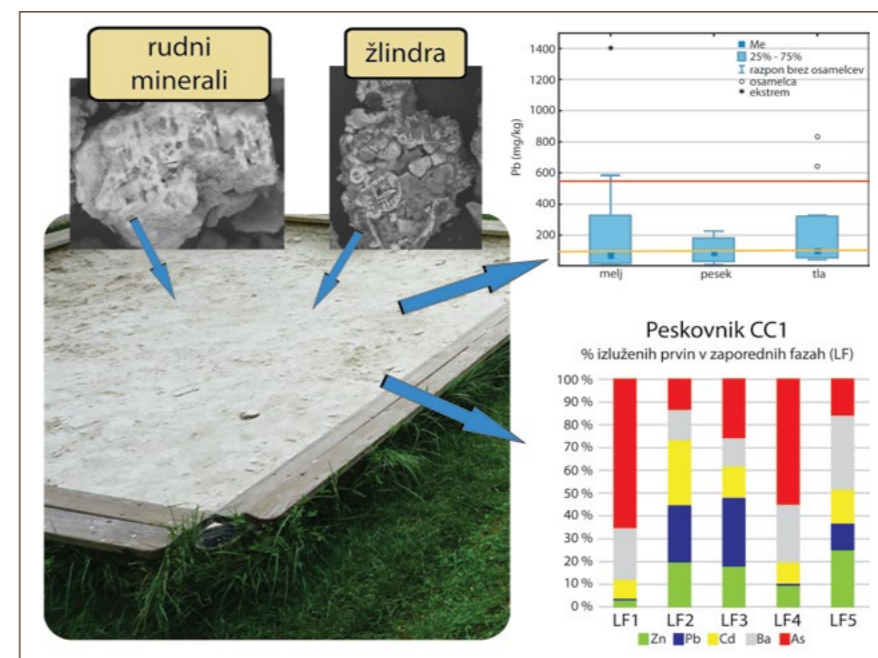 rudni
minerali
žlindra
1400
1200
1000
800
600
400
200
Pb (mg/kg)
Me
25% - 75%
razpon brez osamelcev
osamelca
ekstrem
melj pesek tla
Peskovnik CC1
% izluženih prvin v zaporednih fazah (LF)
100 %
90 %
80 %
70 %
60 %
50 %
40 %
30 %
20 %
10 %
0 %
LF1 LF2 LF3 LF4 LF5
Zn Pb Cd Ba As